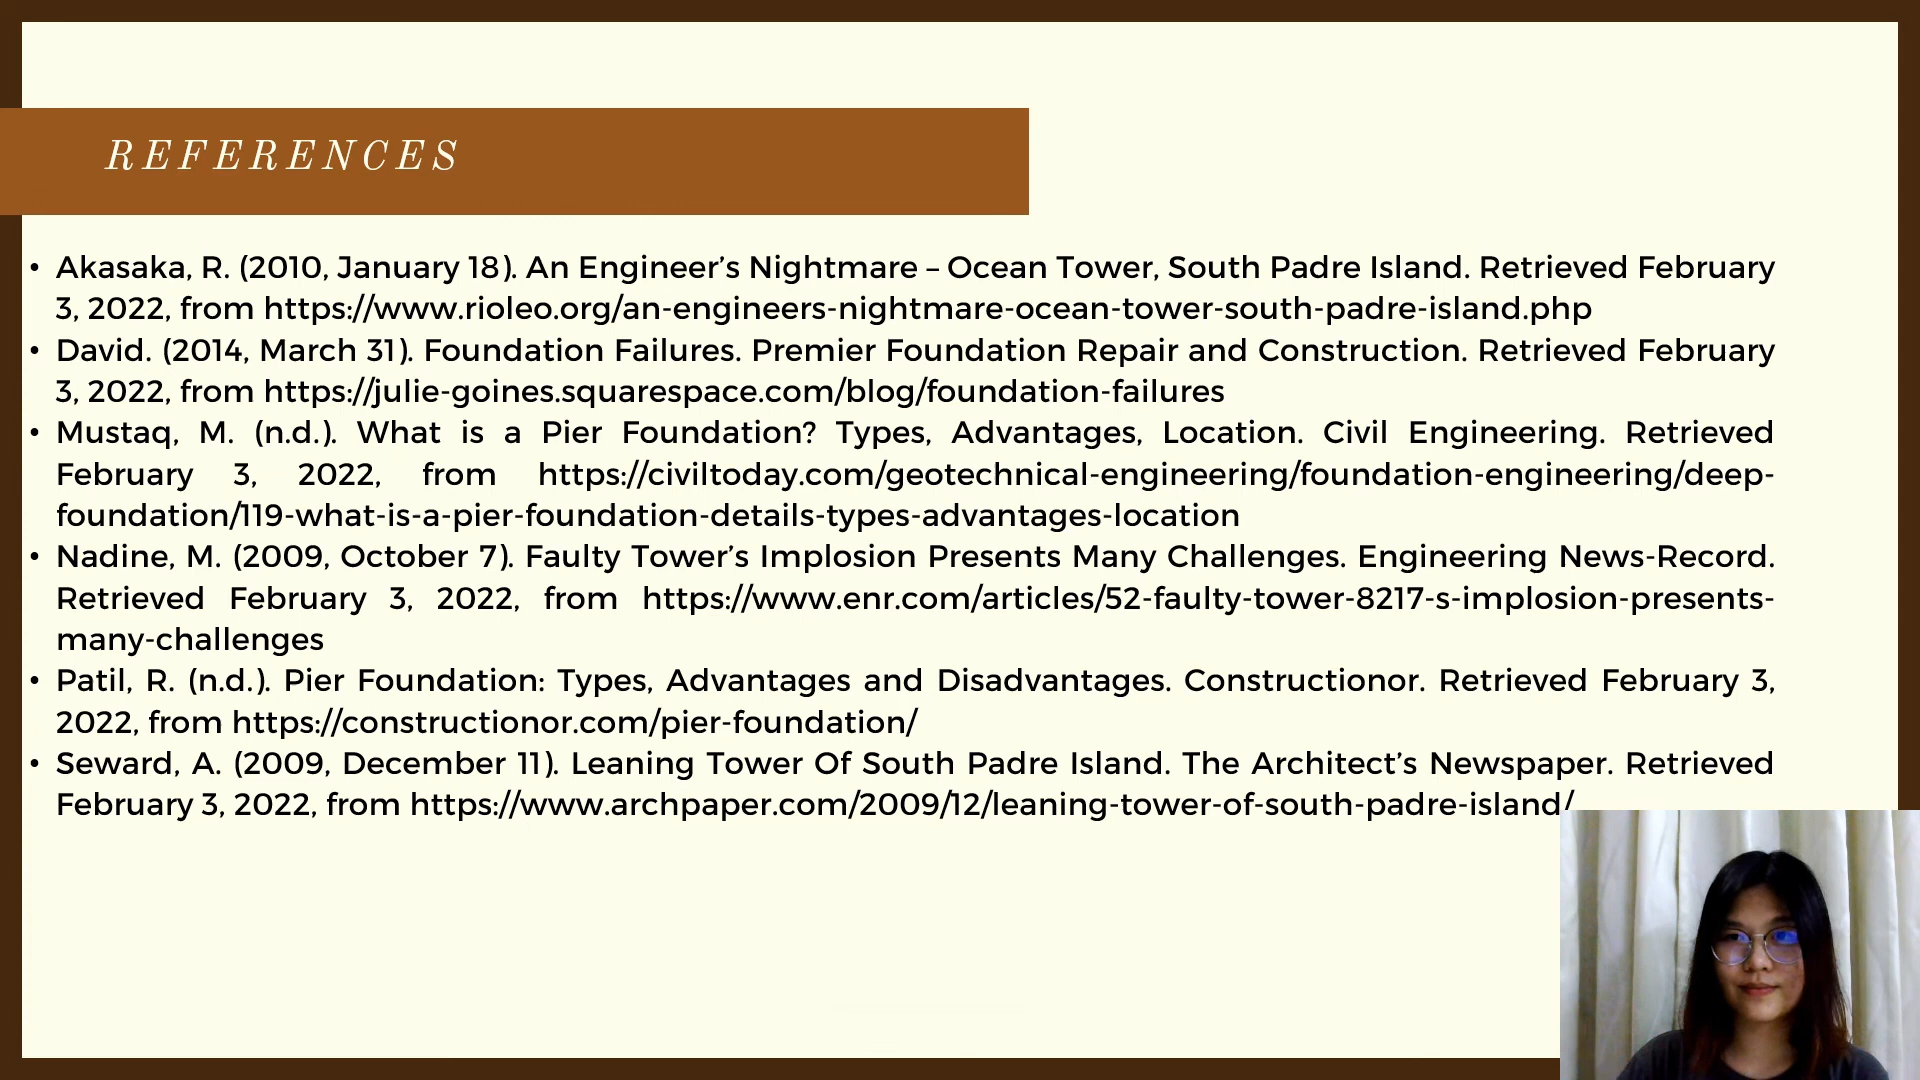 REFERENCES
• Akasaka, R. (2010, January 18). An Engineer’s Nightmare – Ocean Tower, South Padre Island. Retrieved February
3, 2022, from https://www.rioleo.org/an-engineers-nightmare-ocean-tower-south-padre-island.php
• David. (2014, March 31). Foundation Failures. Premier Foundation Repair and Construction. Retrieved February
3, 2022, from https://julie-goines.squarespace.com/blog/foundation-failures
• Mustaq, M. (n.d.). What is a Pier Foundation? Types, Advantages, Location. Civil Engineering. Retrieved
February 3, 2022, from https://civiltoday.com/geotechnical-engineering/foundation-engineering/deep-
foundation/119-what-is-a-pier-foundation-details-types-advantages-location
• Nadine, M. (2009, October 7). Faulty Tower’s Implosion Presents Many Challenges. Engineering News-Record.
Retrieved February 3, 2022, from https://www.enr.com/articles/52-faulty-tower-8217-s-implosion-presents-
many-challenges
• Patil, R. (n.d.). Pier Foundation: Types, Advantages and Disadvantages. Constructionor. Retrieved February 3,
2022, from https://constructionor.com/pier-foundation/
• Seward, A. (2009, December 11). Leaning Tower Of South Padre Island. The Architect’s Newspaper. Retrieved
February 3, 2022, from https://www.archpaper.com/2009/12/leaning-tower-of-south-padre-island/